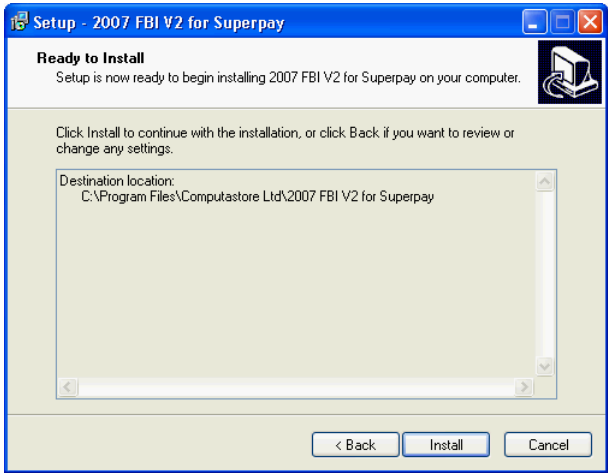 Setup - 2007 FBI V2 for Superpay
Ready to Install
Setup is now ready to begin installing 2007 FBI V2 for Superpay on your computer.
Click Install to continue with the installation, or click Back if you want to review or
change any settings.
Destination location:
C:\Program Files\Computastore Ltd\2007 FBI V2 for Superpay
< Back
Install
Cancel